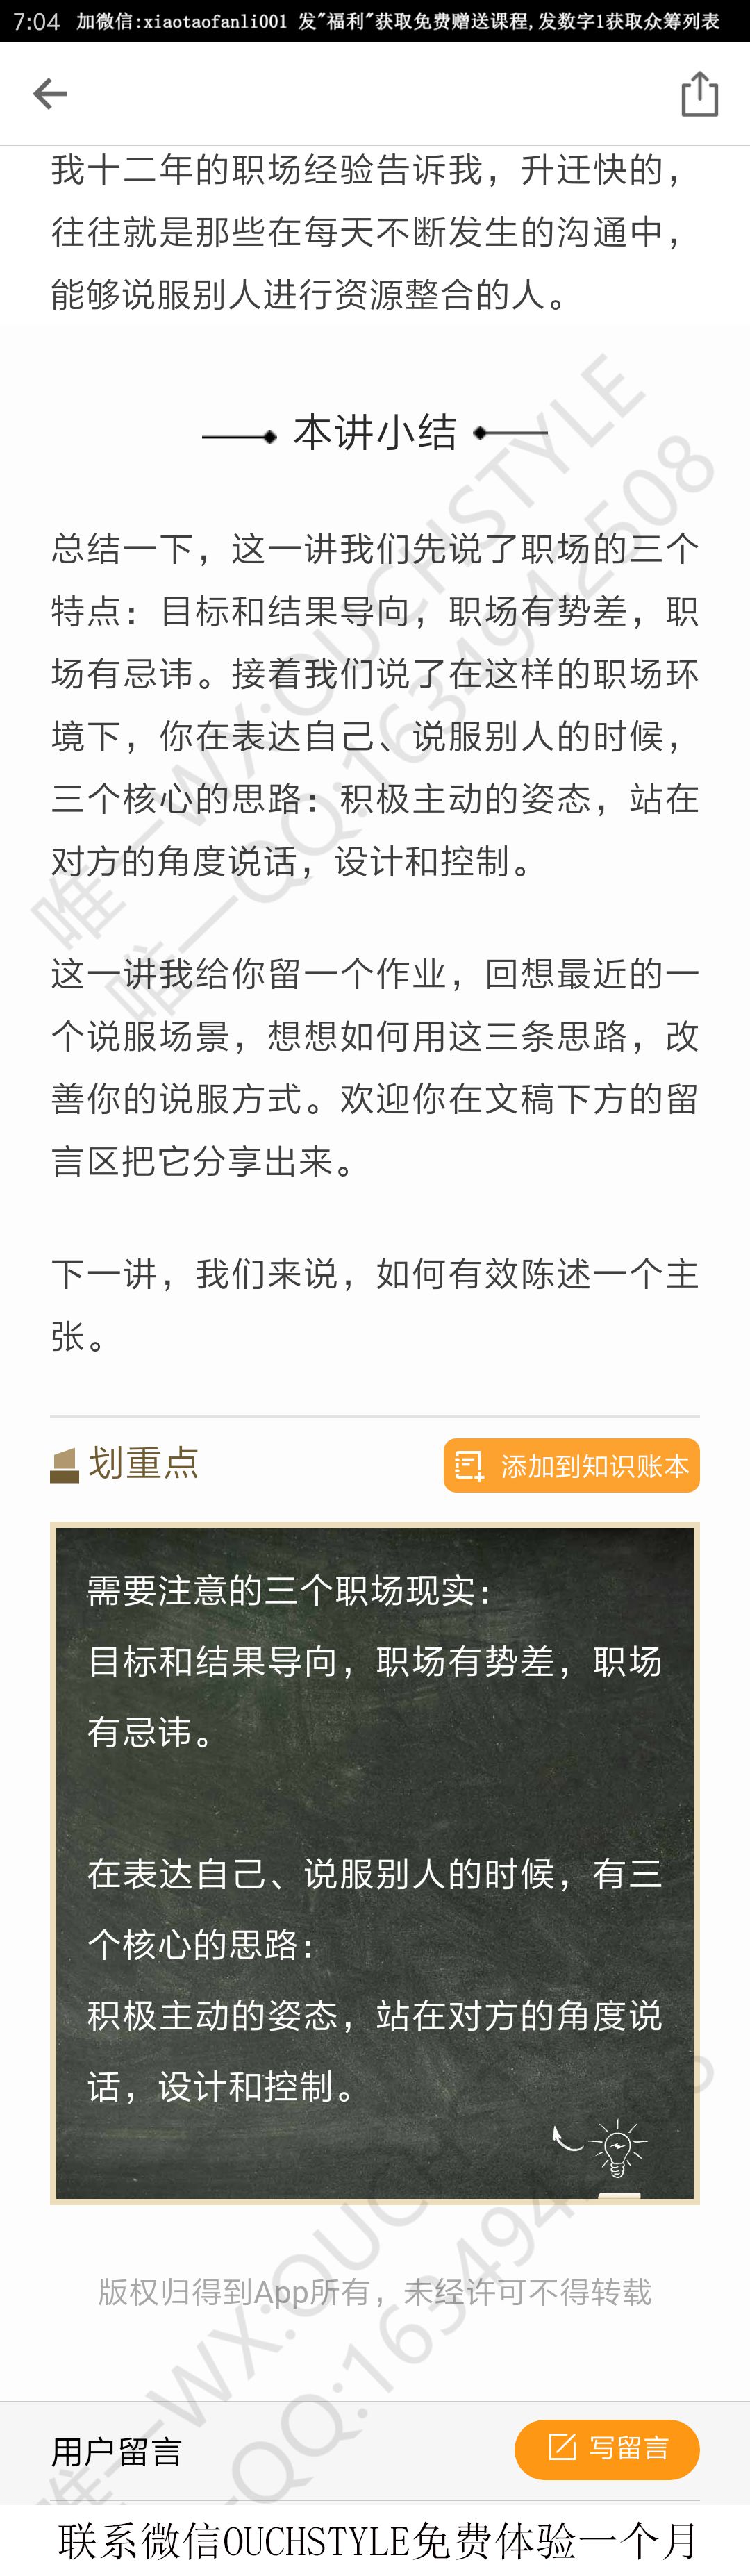 7:04 加微信:xiaotaofanli001 发"福利"获取免费赠送课程,发数字1获取众筹列表
我十二年的职场经验告诉我，升迁快的，
往往就是那些在每天不断发生的沟通中，
能够说服别人进行资源整合的人。
本讲小结
总结一下，这一讲我们先说了职场的三个
特点：目标和结果导向，职场有势差，职
场有忌讳。接着我们说了在这样的职场环
境下，你在表达自己、说服别人的时候，
三个核心的思路：积极主动的姿态，站在
对方的角度说话，设计和控制。
唯一WX:OUCHSTYLE
唯一QQ:1634942508
这一讲我给你留一个作业，回想最近的一
个说服场景，想想如何用这三条思路，改
善你的说服方式。欢迎你在文稿下方的留
言区把它分享出来。
下一讲，我们来说，如何有效陈述一个主
张。
划重点
添加到知识账本
需要注意的三个职场现实：
目标和结果导向，职场有势差，职场
有忌讳。
在表达自己、说服别人的时候，有三
个核心的思路：
积极主动的姿态，站在对方的角度说
话，设计和控制。
版权归得到App所有，未经许可不得转载
唯一WX:OUC
唯一QQ:163494
用户留言
写留言
联系微信OUCHSTYLE免费体验一个月